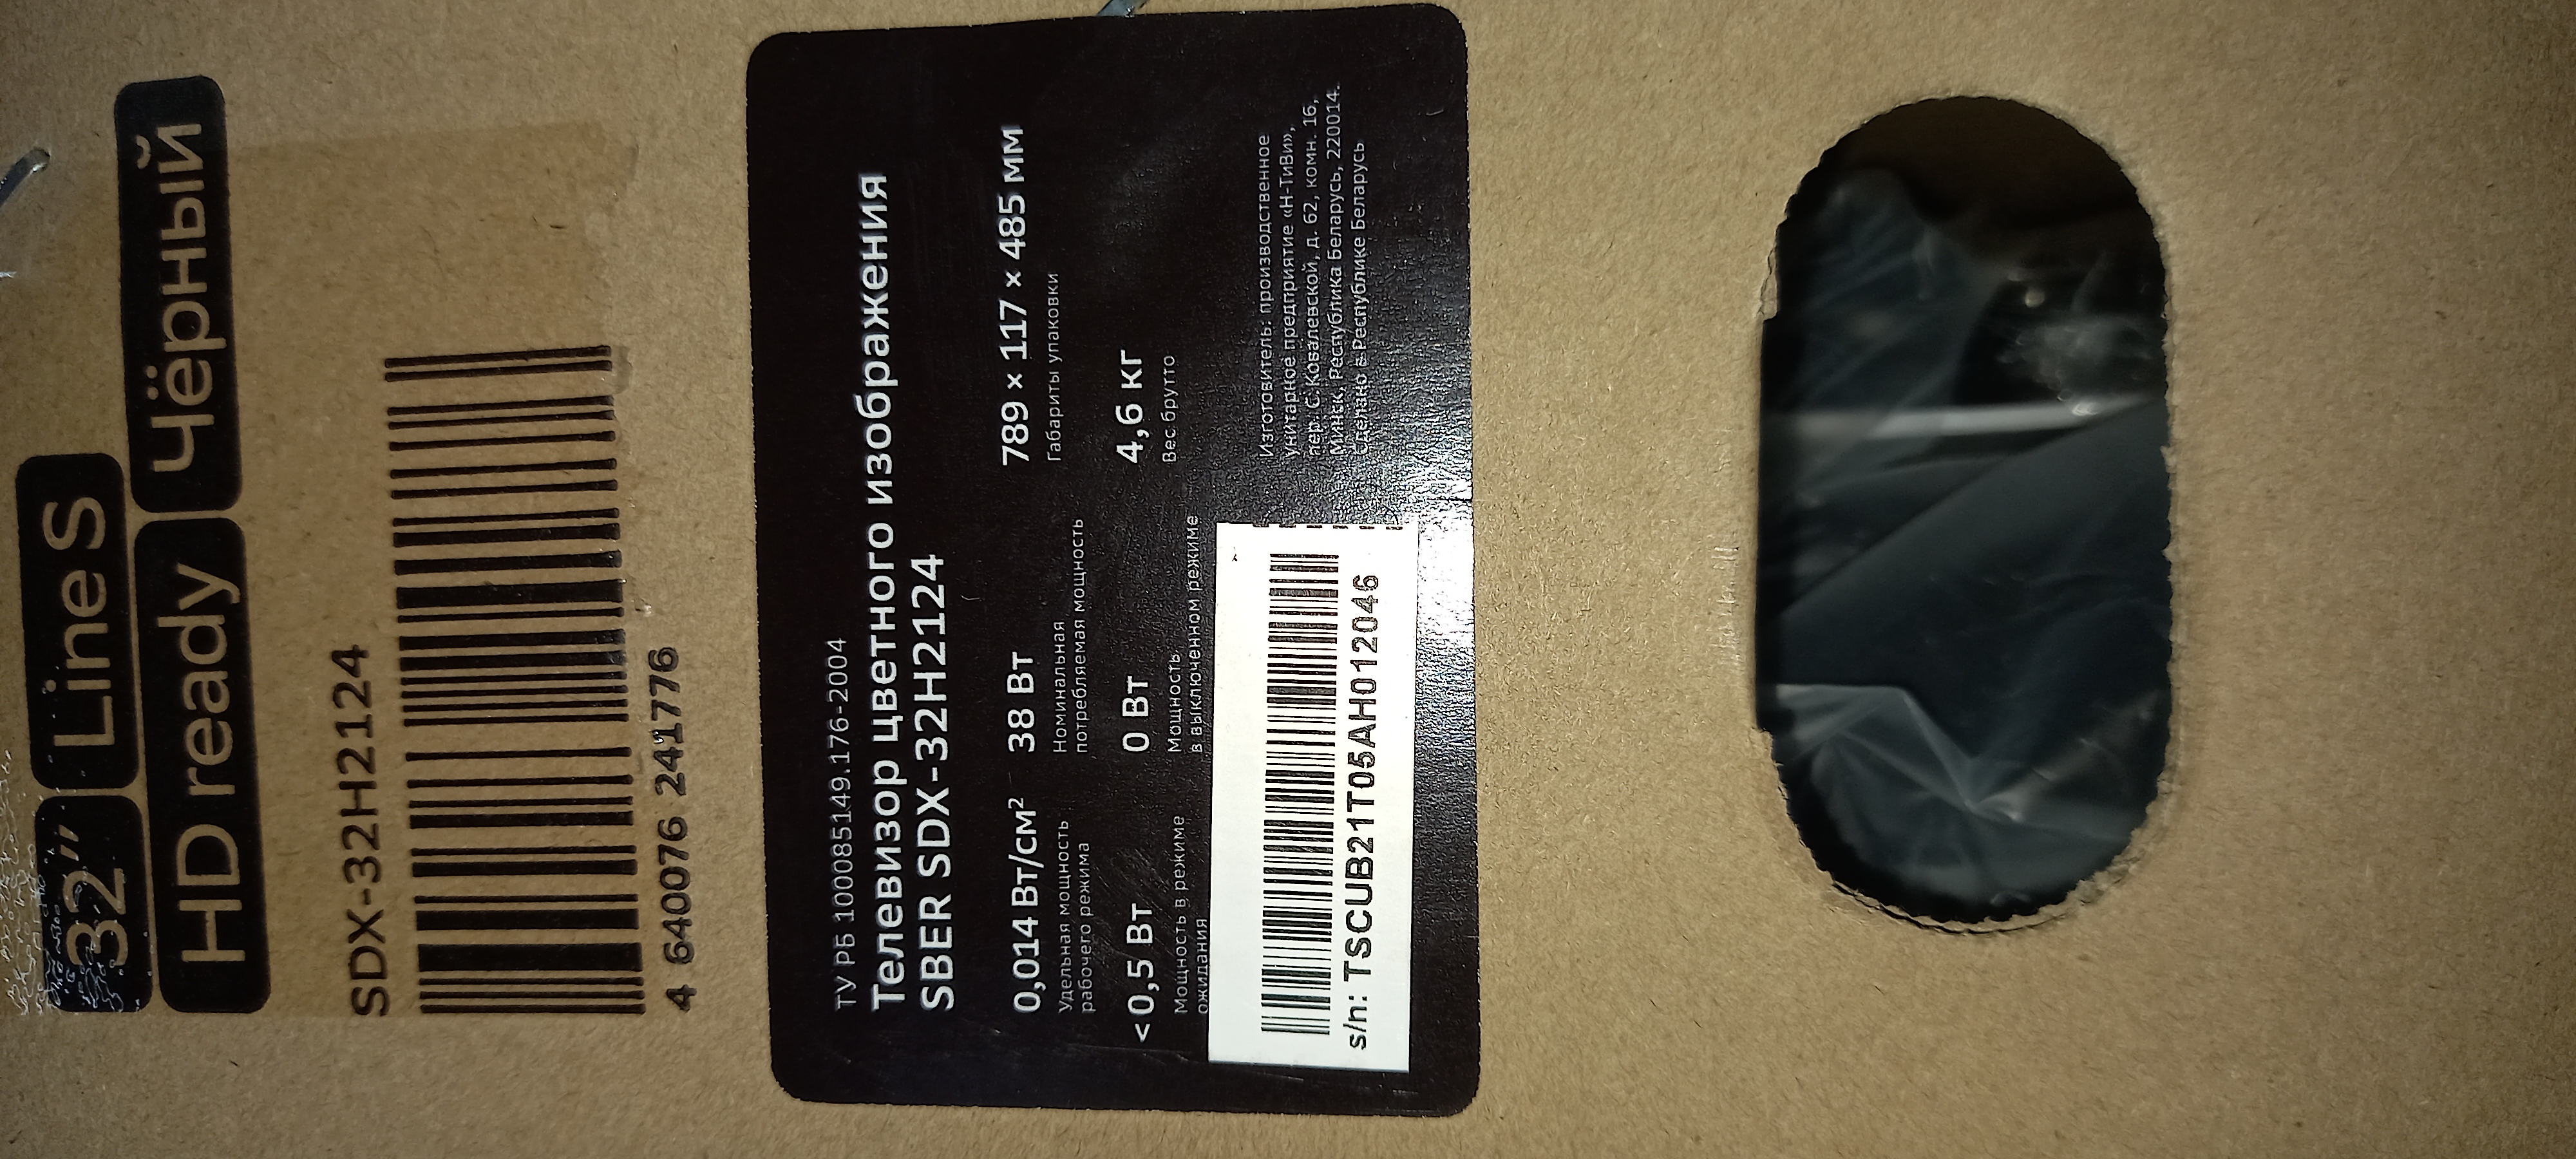 32” Line S
HD ready Чёрный
SDX-32H2124
4 640076 241776
ТУ РБ 100085149.176-2004
Телевизор цветного изображения
SBER SDX-32H2124
0,014 Вт/см²
Удельная мощность
рабочего режима
38 Вт
Номинальная
потребляемая мощность
789 × 117 × 485 мм
Габариты упаковки
< 0,5 Вт
Мощность в режиме
ожидания
0 Вт
Мощность
в выключенном режиме
4,6 кг
Вес брутто
Изготовитель: производственное
унитарное предприятие «Н-ТиВи»,
пер. С. Ковалевской, д. 62, комн. 16,
Минск, Республика Беларусь, 220014.
Сделано в Республике Беларусь
s/n: TSCUB21T05AH012046